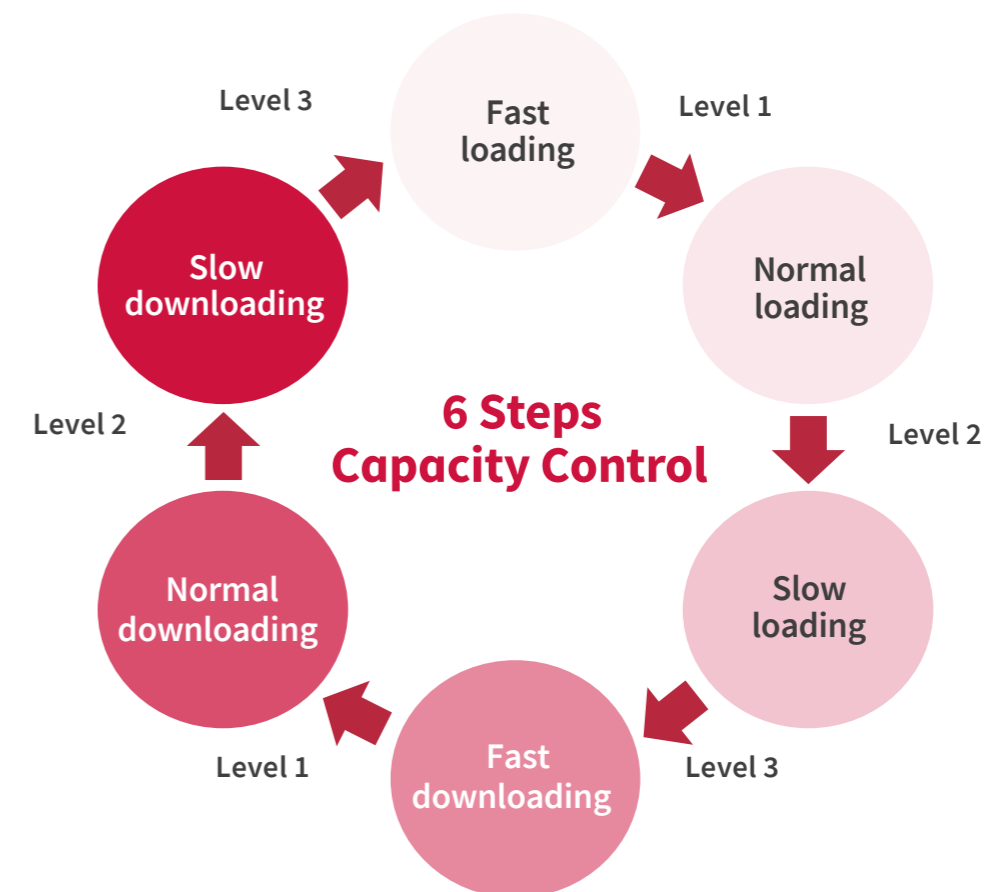 Level 3
Fast
loading
Level 1
Slow
downloading
Normal
loading
6 Steps
Capacity Control
Level 2
Level 2
Normal
downloading
Slow
loading
Level 1
Fast
downloading
Level 3